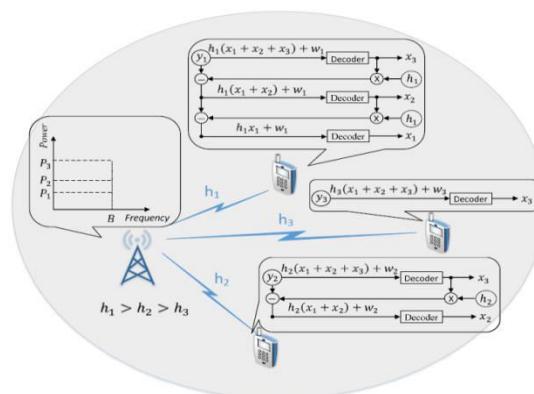 y₁ h₁(x₁ + x₂ + x₃) + w₁ Decoder x₃
− X h₁
h₁(x₁ + x₂) + w₁ Decoder x₂
− X h₁
h₁x₁ + w₁ Decoder x₁
Power
P₃
P₂
P₁
B Frequency
h₁
h₃
h₂
y₃ h₃(x₁ + x₂ + x₃) + w₃ Decoder x₃
h₁ > h₂ > h₃
y₂ h₂(x₁ + x₂ + x₃) + w₂ Decoder x₃
− X h₂
h₂(x₁ + x₂) + w₂ Decoder x₂